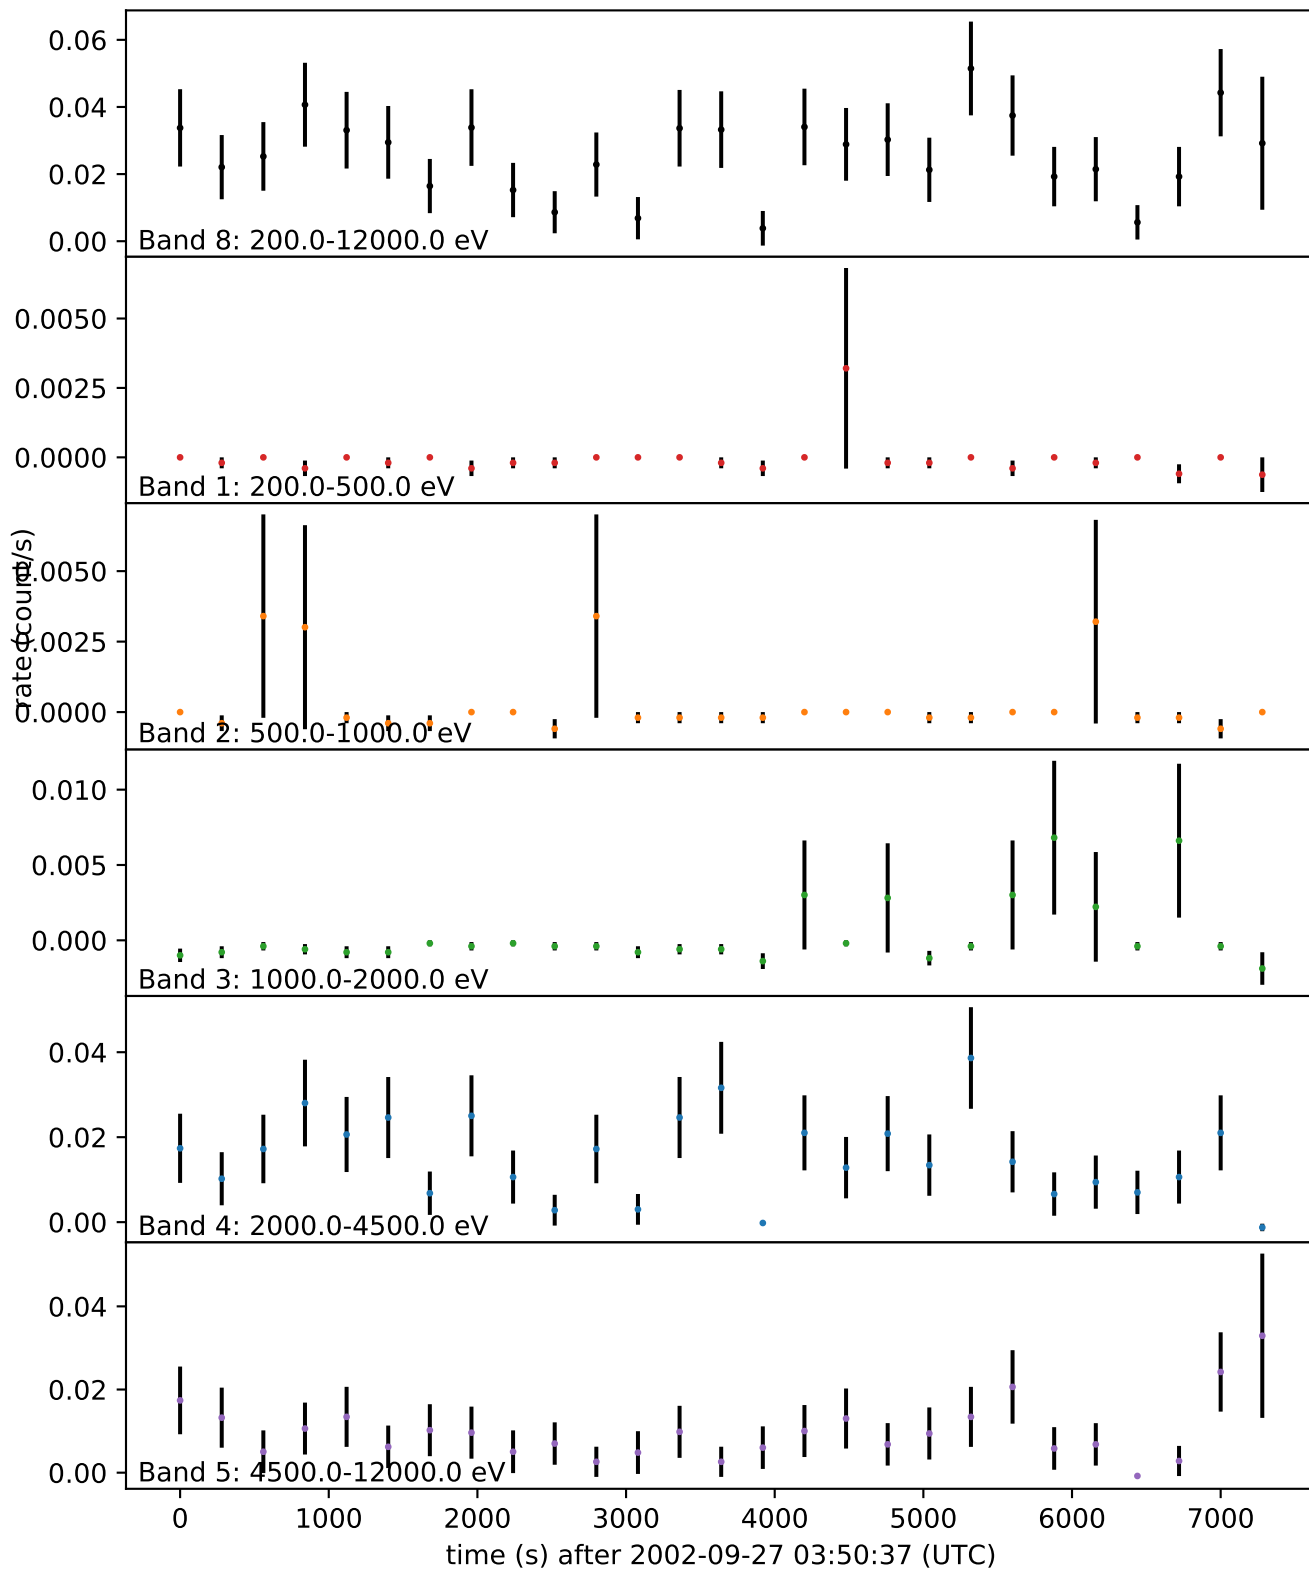 0.06
0.04
0.02
0.00
Band 8: 200.0-12000.0 eV
0.0050
0.0025
0.0000
Band 1: 200.0-500.0 eV
rate (count/s)
0.0050
0.0025
0.0000
Band 2: 500.0-1000.0 eV
0.010
0.005
0.000
Band 3: 1000.0-2000.0 eV
0.04
0.02
0.00
Band 4: 2000.0-4500.0 eV
0.04
0.02
0.00
Band 5: 4500.0-12000.0 eV
0 1000 2000 3000 4000 5000 6000 7000
time (s) after 2002-09-27 03:50:37 (UTC)